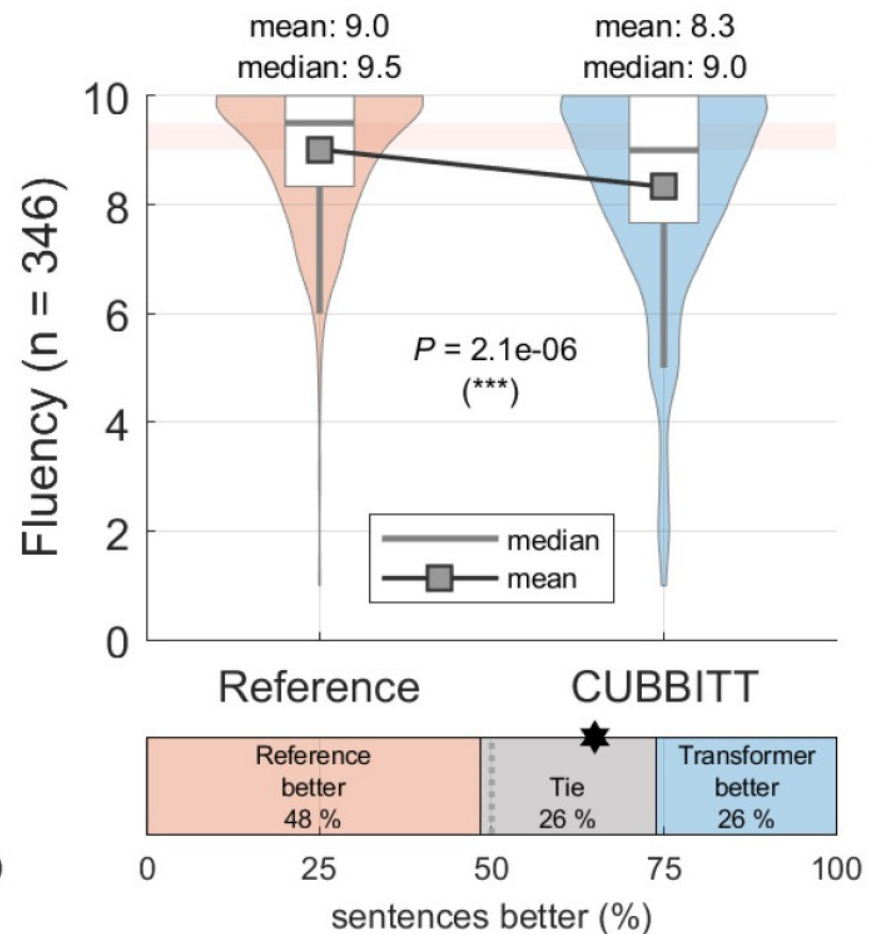 mean: 9.0
median: 9.5
mean: 8.3
median: 9.0
Fluency (n = 346)
10
8
6
4
2
0
P = 2.1e-06
(***)
median
mean
Reference
CUBBITT
Reference
better
48 %
Tie
26 %
Transformer
better
26 %
)
0
25
50
75
100
sentences better (%)